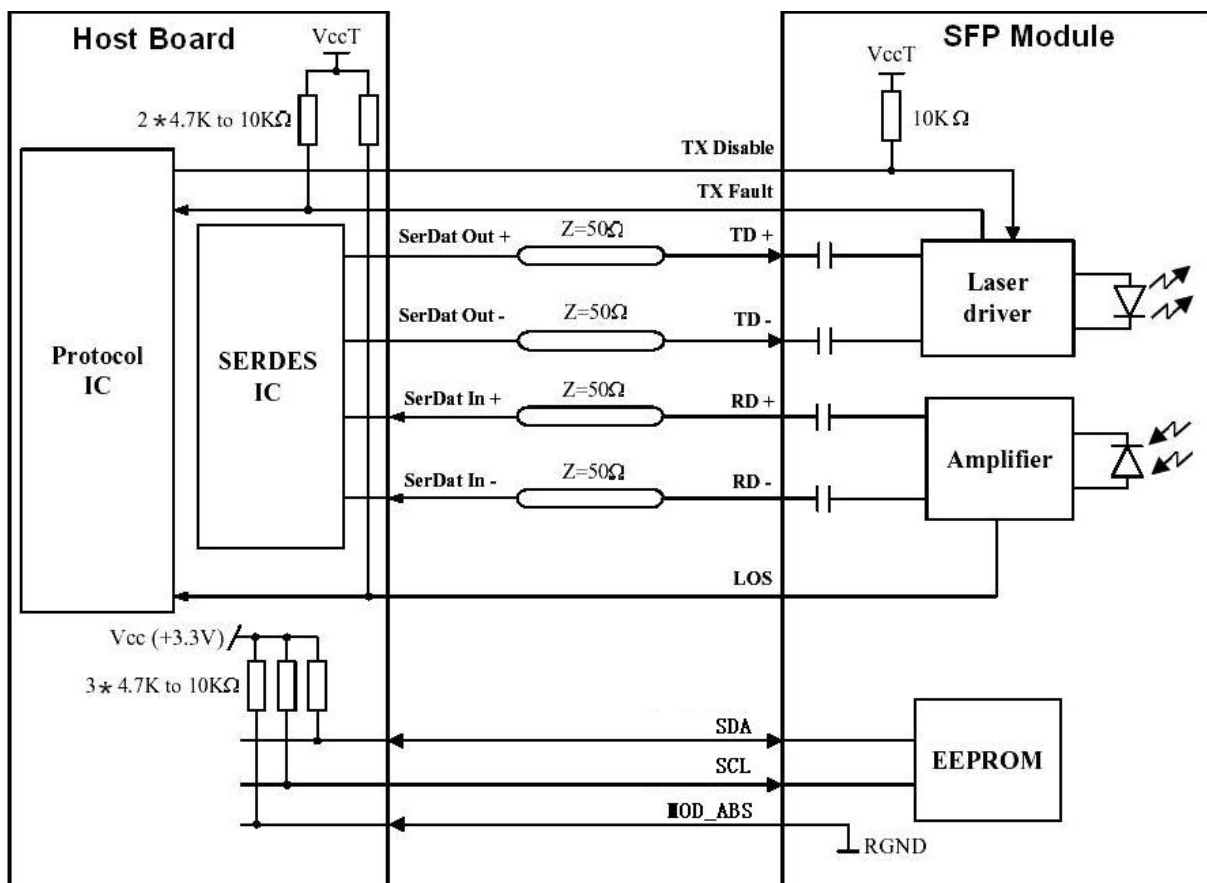 Host Board
SFP Module
VccT
VccT
2*4.7K to 10KΩ
10KΩ
TX Disable
TX Fault
SerDat Out +
Z=50Ω
TD +
Laser
driver
SerDat Out -
Z=50Ω
TD -
Protocol
IC
SERDES
IC
SerDat In +
Z=50Ω
RD +
Amplifier
SerDat In -
Z=50Ω
RD -
LOS
Vcc (+3.3V)
3*4.7K to 10KΩ
SDA
EEPROM
SCL
MOD_ABS
RGND